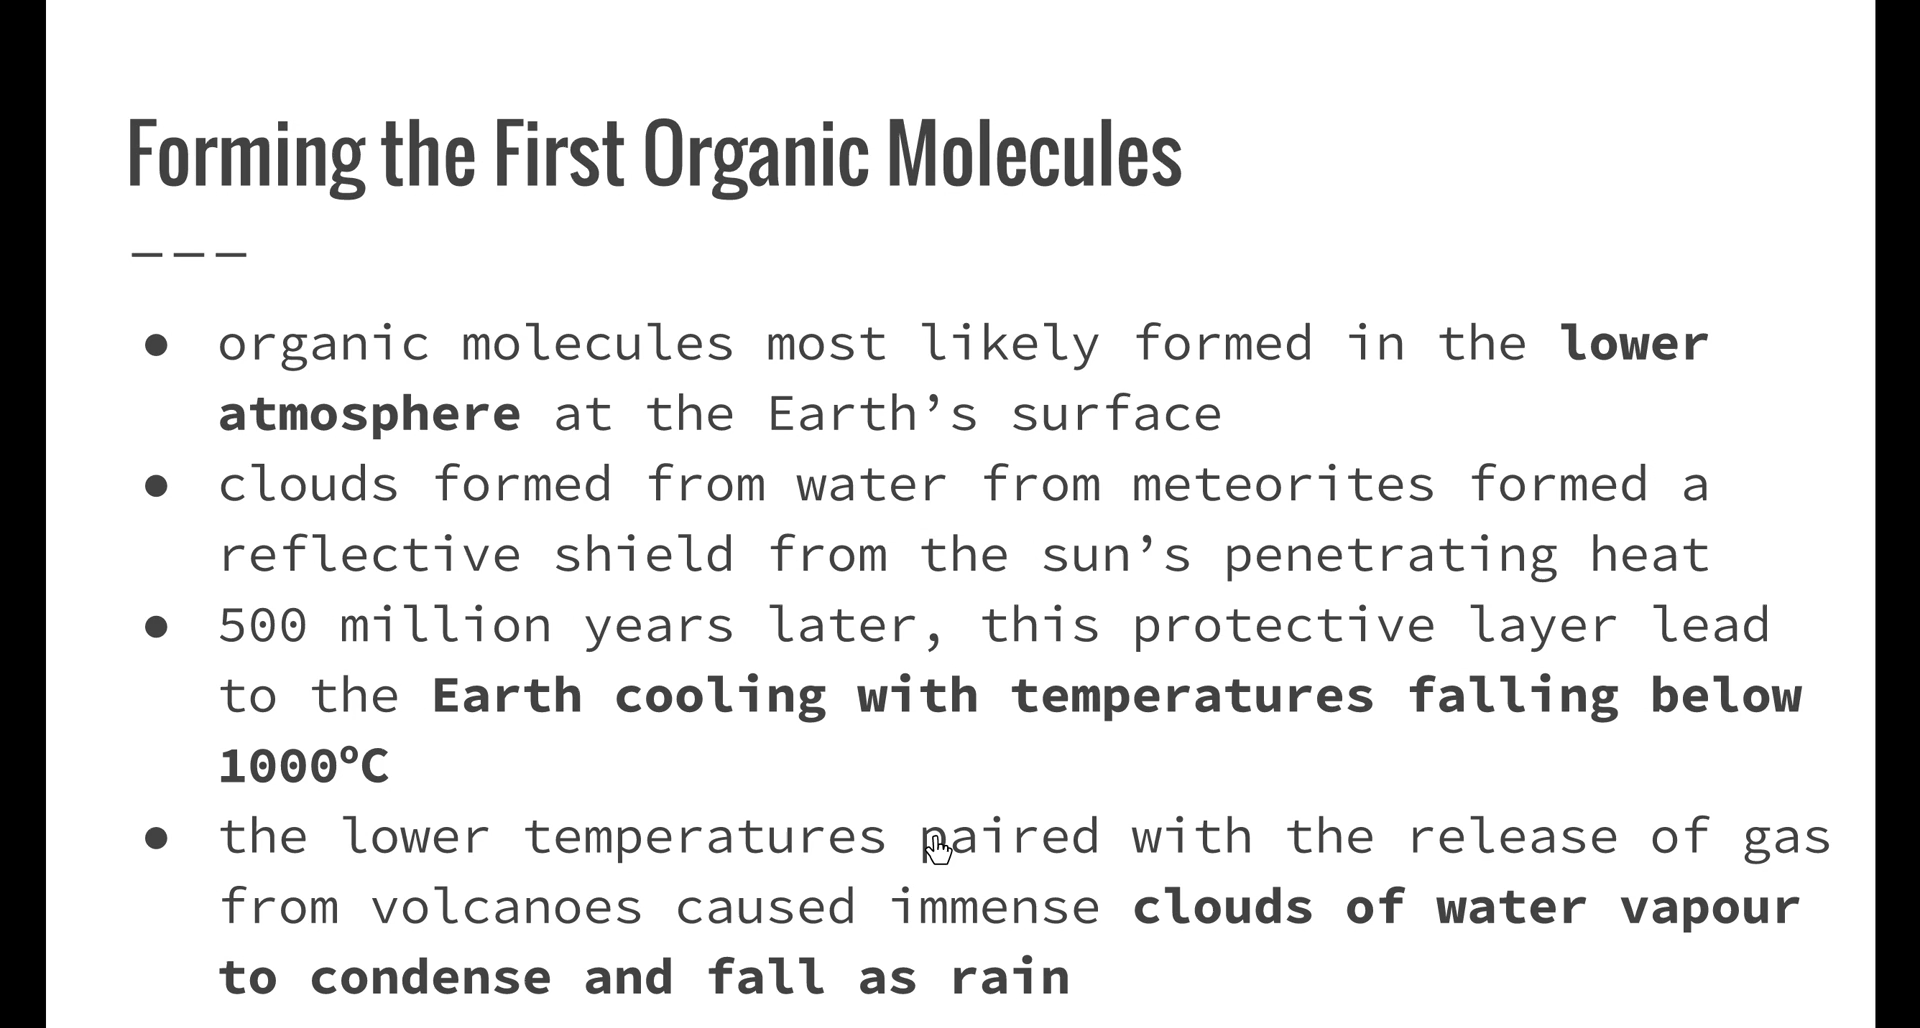 Forming the First Organic Molecules
———
● organic molecules most likely formed in the lower
atmosphere at the Earth’s surface
● clouds formed from water from meteorites formed a
reflective shield from the sun’s penetrating heat
● 500 million years later, this protective layer lead
to the Earth cooling with temperatures falling below
1000ºC
● the lower temperatures paired with the release of gas
from volcanoes caused immense clouds of water vapour
to condense and fall as rain